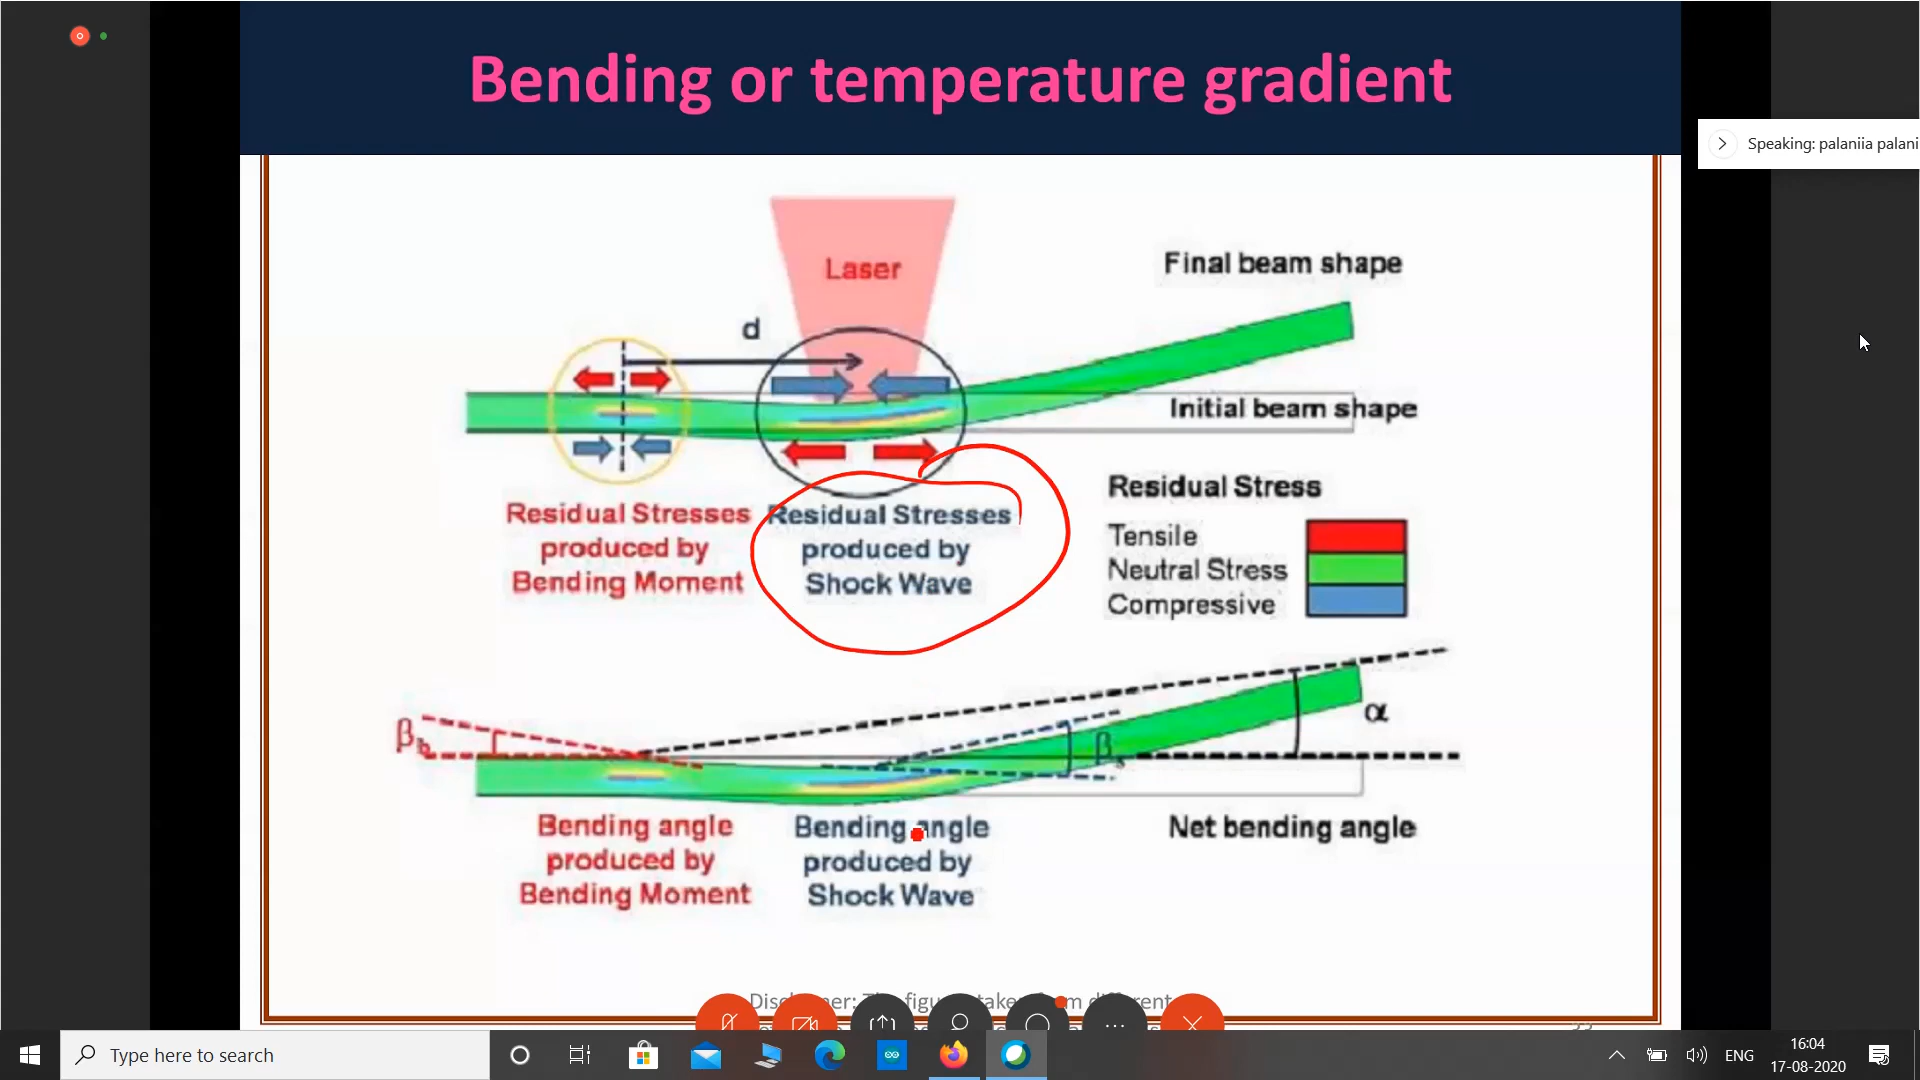 Bending or temperature gradient
Speaking: palaniia palani
Laser
Final beam shape
d
Initial beam shape
Residual Stresses
produced by
Bending Moment
Residual Stresses
produced by
Shock Wave
Residual Stress
Tensile
Neutral Stress
Compressive
βb
βs
α
Bending angle
produced by
Bending Moment
Bending angle
produced by
Shock Wave
Net bending angle
Type here to search
ENG
16:04
17-08-2020